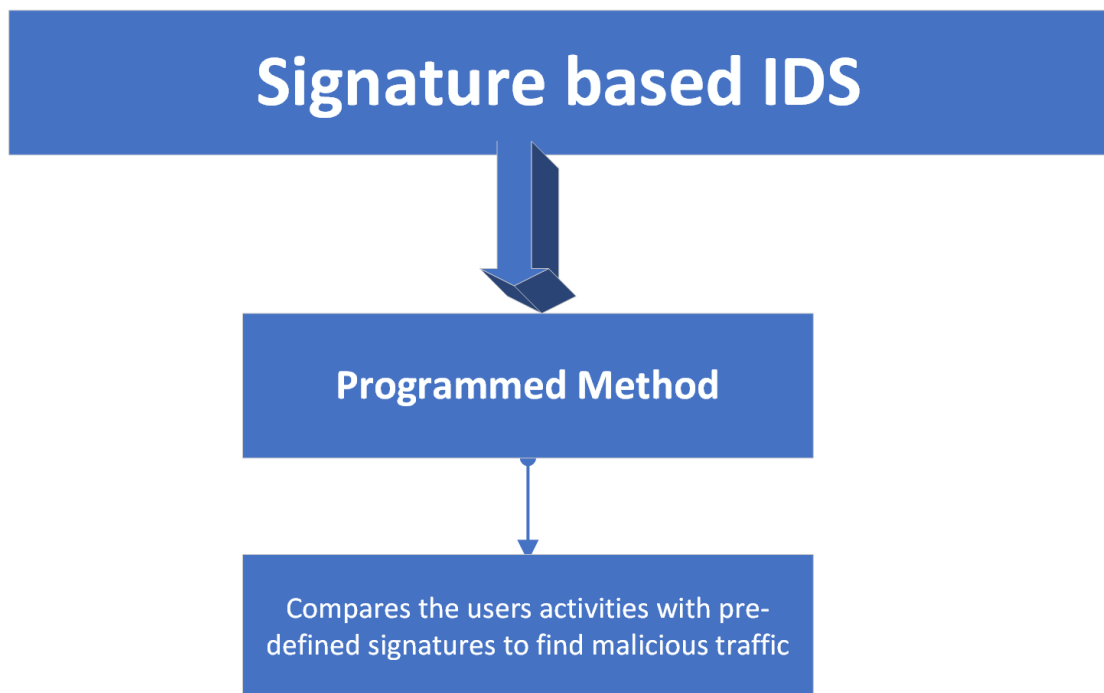 Signature based IDS
Programmed Method
Compares the users activities with pre-
defined signatures to find malicious traffic